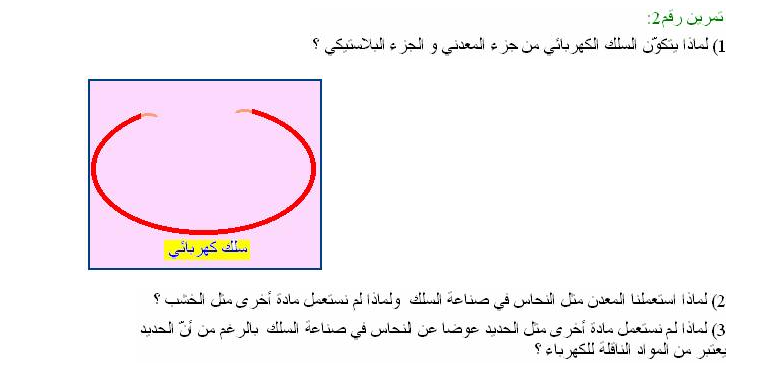 تمرين رقم2:
1) لماذا يتكوّن السلك الكهربائي من جزء المعدني و الجزء البلاستيكي ؟
سلك كهربائي
2) لماذا استعملنا المعدن مثل النحاس في صناعة السلك ولماذا لم نستعمل مادة أخرى مثل الخشب ؟
3) لماذا لم نستعمل مادة أخرى مثل الحديد عوضا عن النحاس في صناعة السلك بالرغم من أنّ الحديد
يعتبر من المواد الناقلة للكهرباء ؟